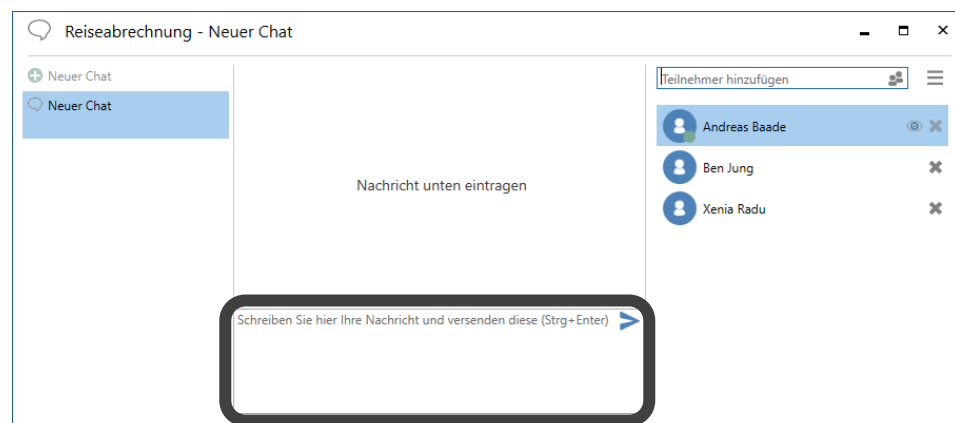 Reiseabrechnung - Neuer Chat
Neuer Chat
Neuer Chat
Nachricht unten eintragen
Schreiben Sie hier Ihre Nachricht und versenden diese (Strg+Enter)
Teilnehmer hinzufügen
Andreas Baade
Ben Jung
Xenia Radu